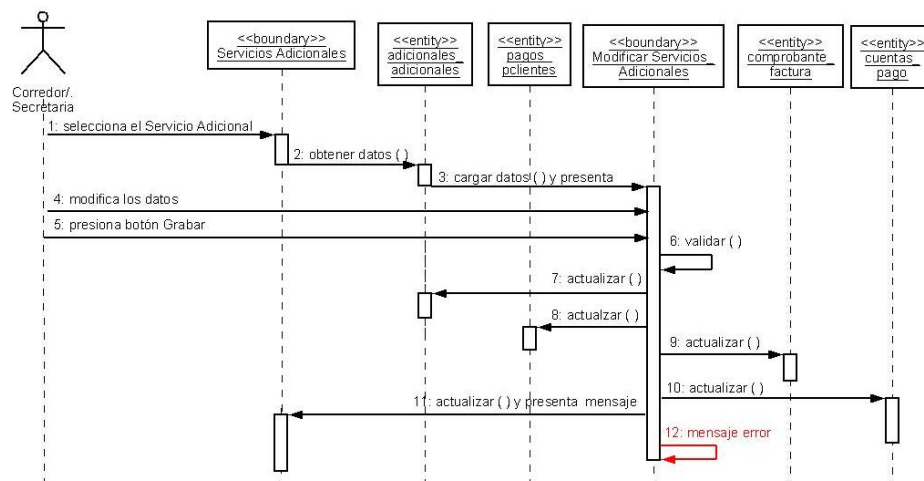 <<boundary>>
Servicios Adicionales
<<entity>>
adicionales_
adicionales
<<entity>>
pagos_
pclientes
<<boundary>>
Modificar Servicios_
Adicionales
<<entity>>
comprobante_
factura
<<entity>>
cuentas_
pago
Corredor/.
Secretaria
1: selecciona el Servicio Adicional
2: obtener datos ( )
3: cargar datos ( ) y presenta
4: modifica los datos
5: presiona botón Grabar
6: validar ( )
7: actualizar ( )
8: actualzar ( )
9: actualizar ( )
10: actualizar ( )
11: actualizar ( ) y presenta mensaje
12: mensaje error